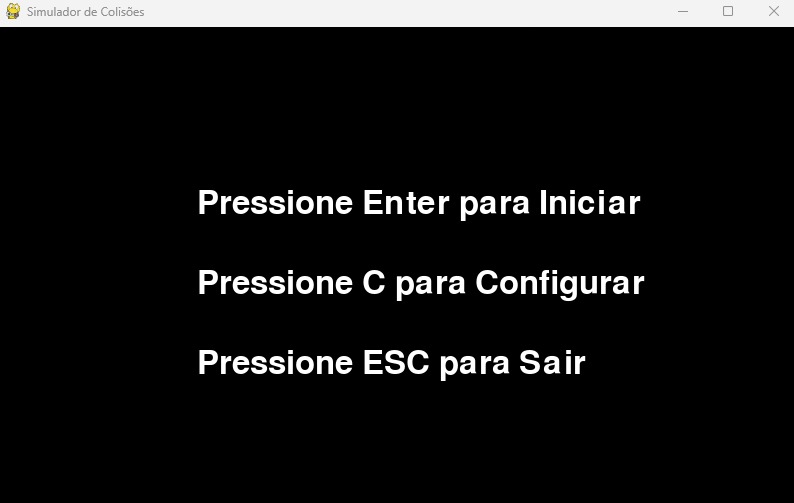 Simulador de Colisões
Pressione Enter para Iniciar
Pressione C para Configurar
Pressione ESC para Sair